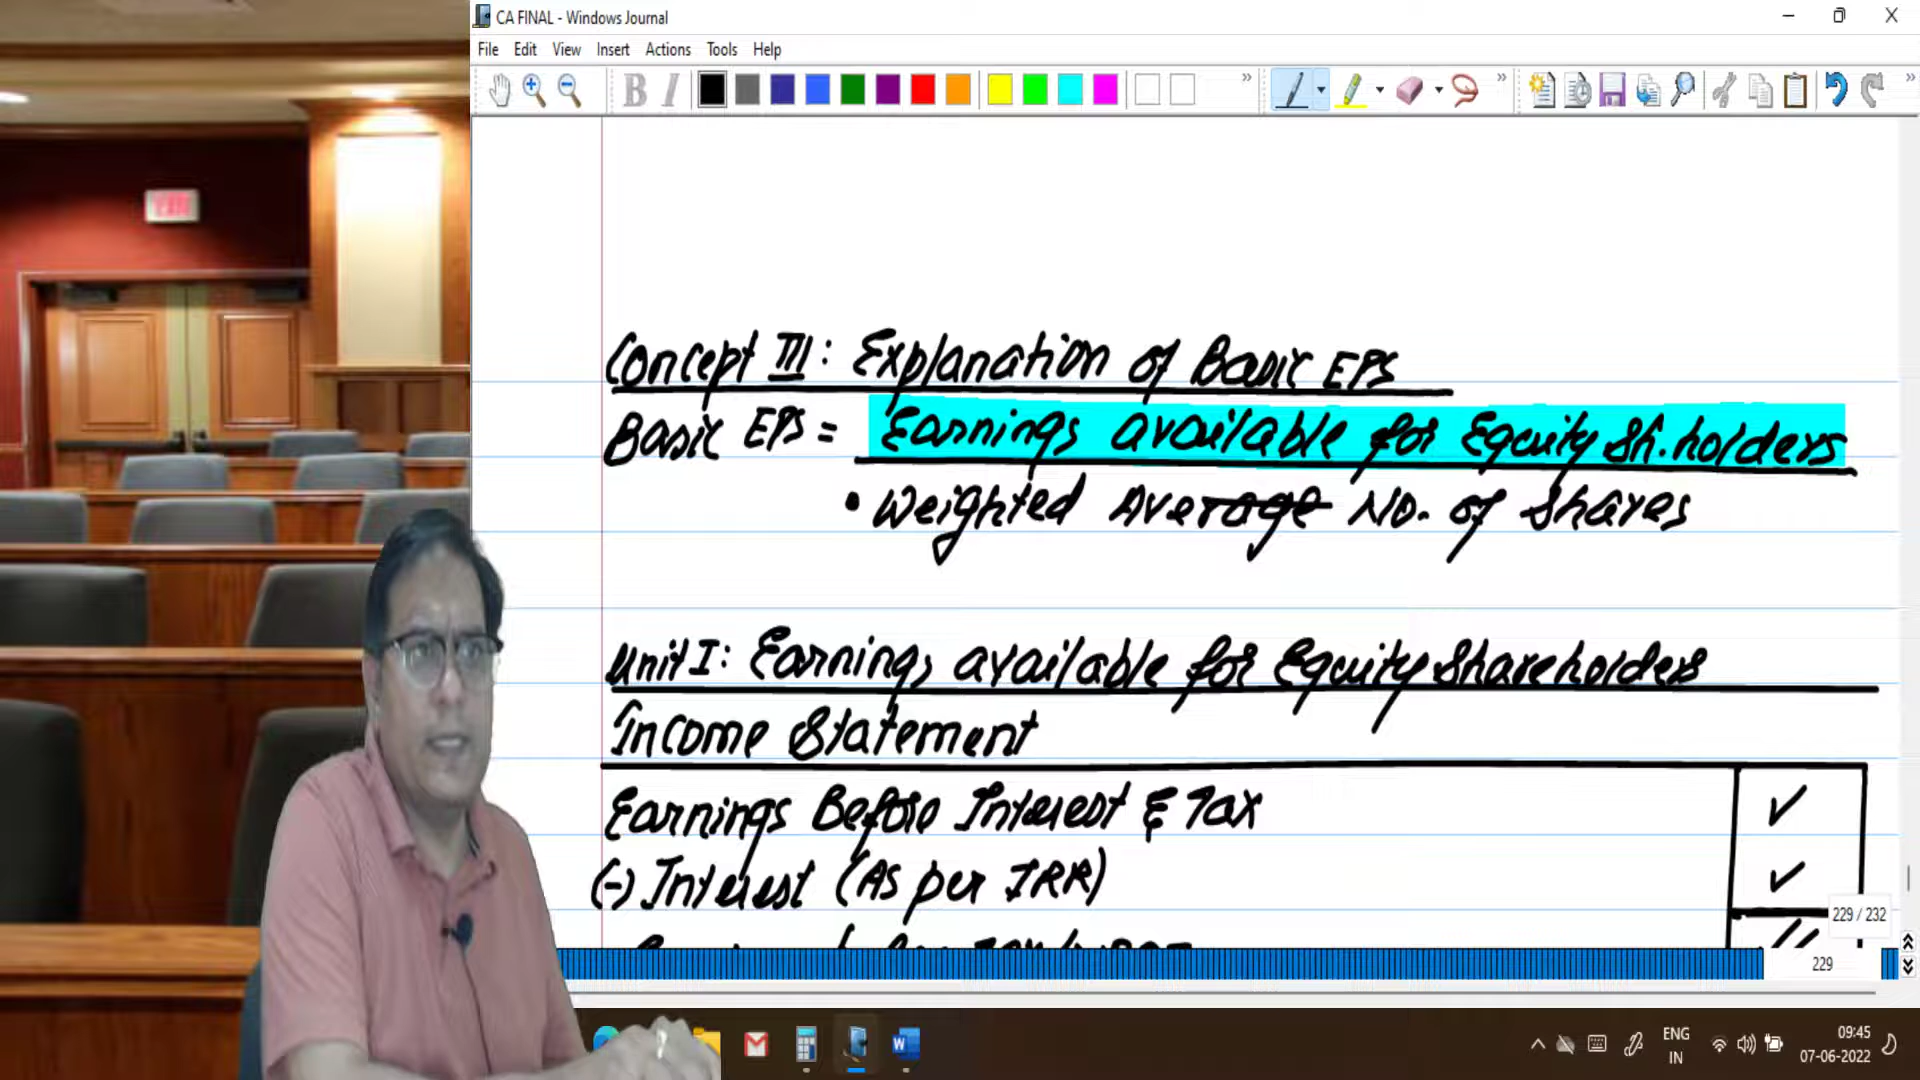 CA FINAL - Windows Journal
File Edit View Insert Actions Tools Help
Concept III: Explanation of Basic EPS
Basic EPS = Earnings available for Equity Sh.holders
• Weighted Average No. of Shares
Unit I: Earnings available for Equity Shareholders
Income Statement
Earnings Before Interest & Tax ✓
(-) Interest (As per IRR) ✓
229 / 232
229
ENG
IN
09:45
07-06-2022